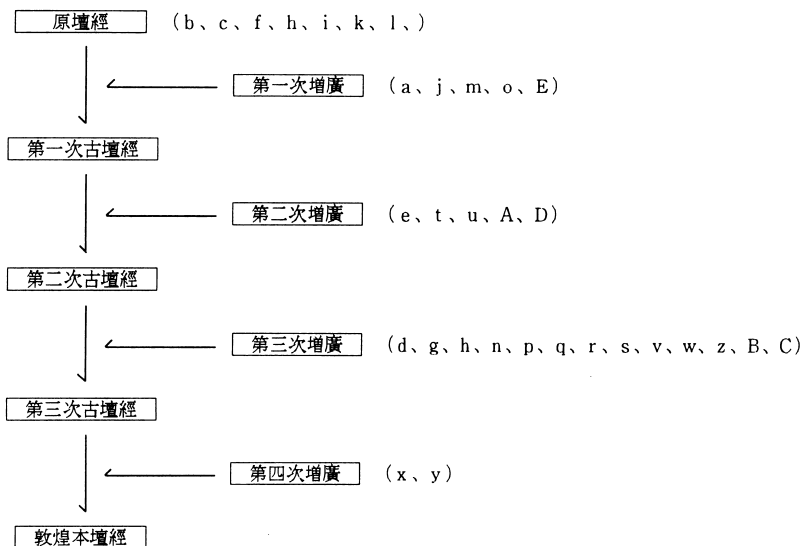 原壇經 （b、c、f、h、i、k、l、）
第一次增廣 （a、j、m、o、E）
第一次古壇經
第二次增廣 （e、t、u、A、D）
第二次古壇經
第三次增廣 （d、g、h、n、p、q、r、s、v、w、z、B、C）
第三次古壇經
第四次增廣 （x、y）
敦煌本壇經